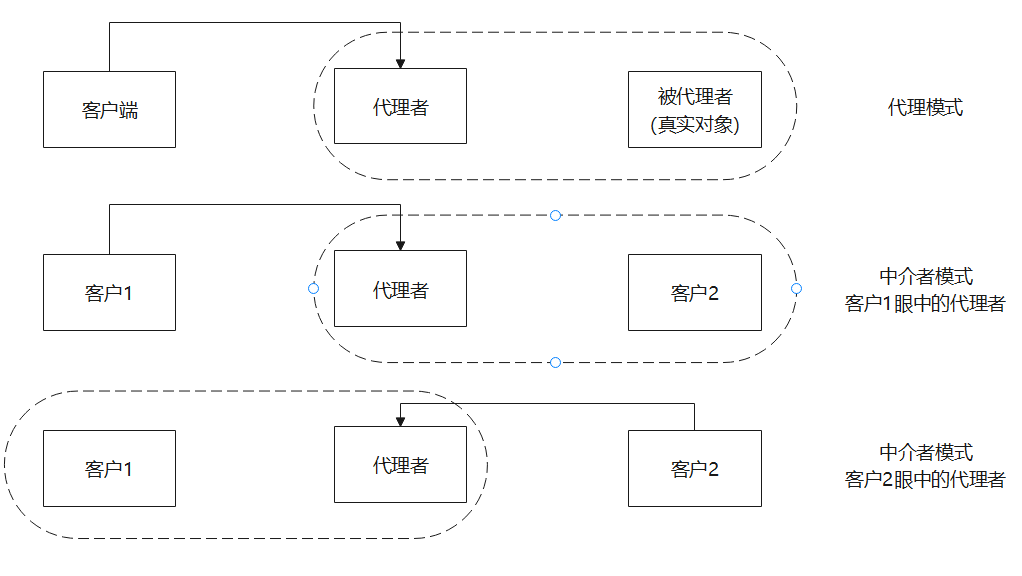 客户端
代理者
被代理者
(真实对象)
代理模式
客户1
代理者
客户2
中介者模式
客户1眼中的代理者
客户1
代理者
客户2
中介者模式
客户2眼中的代理者